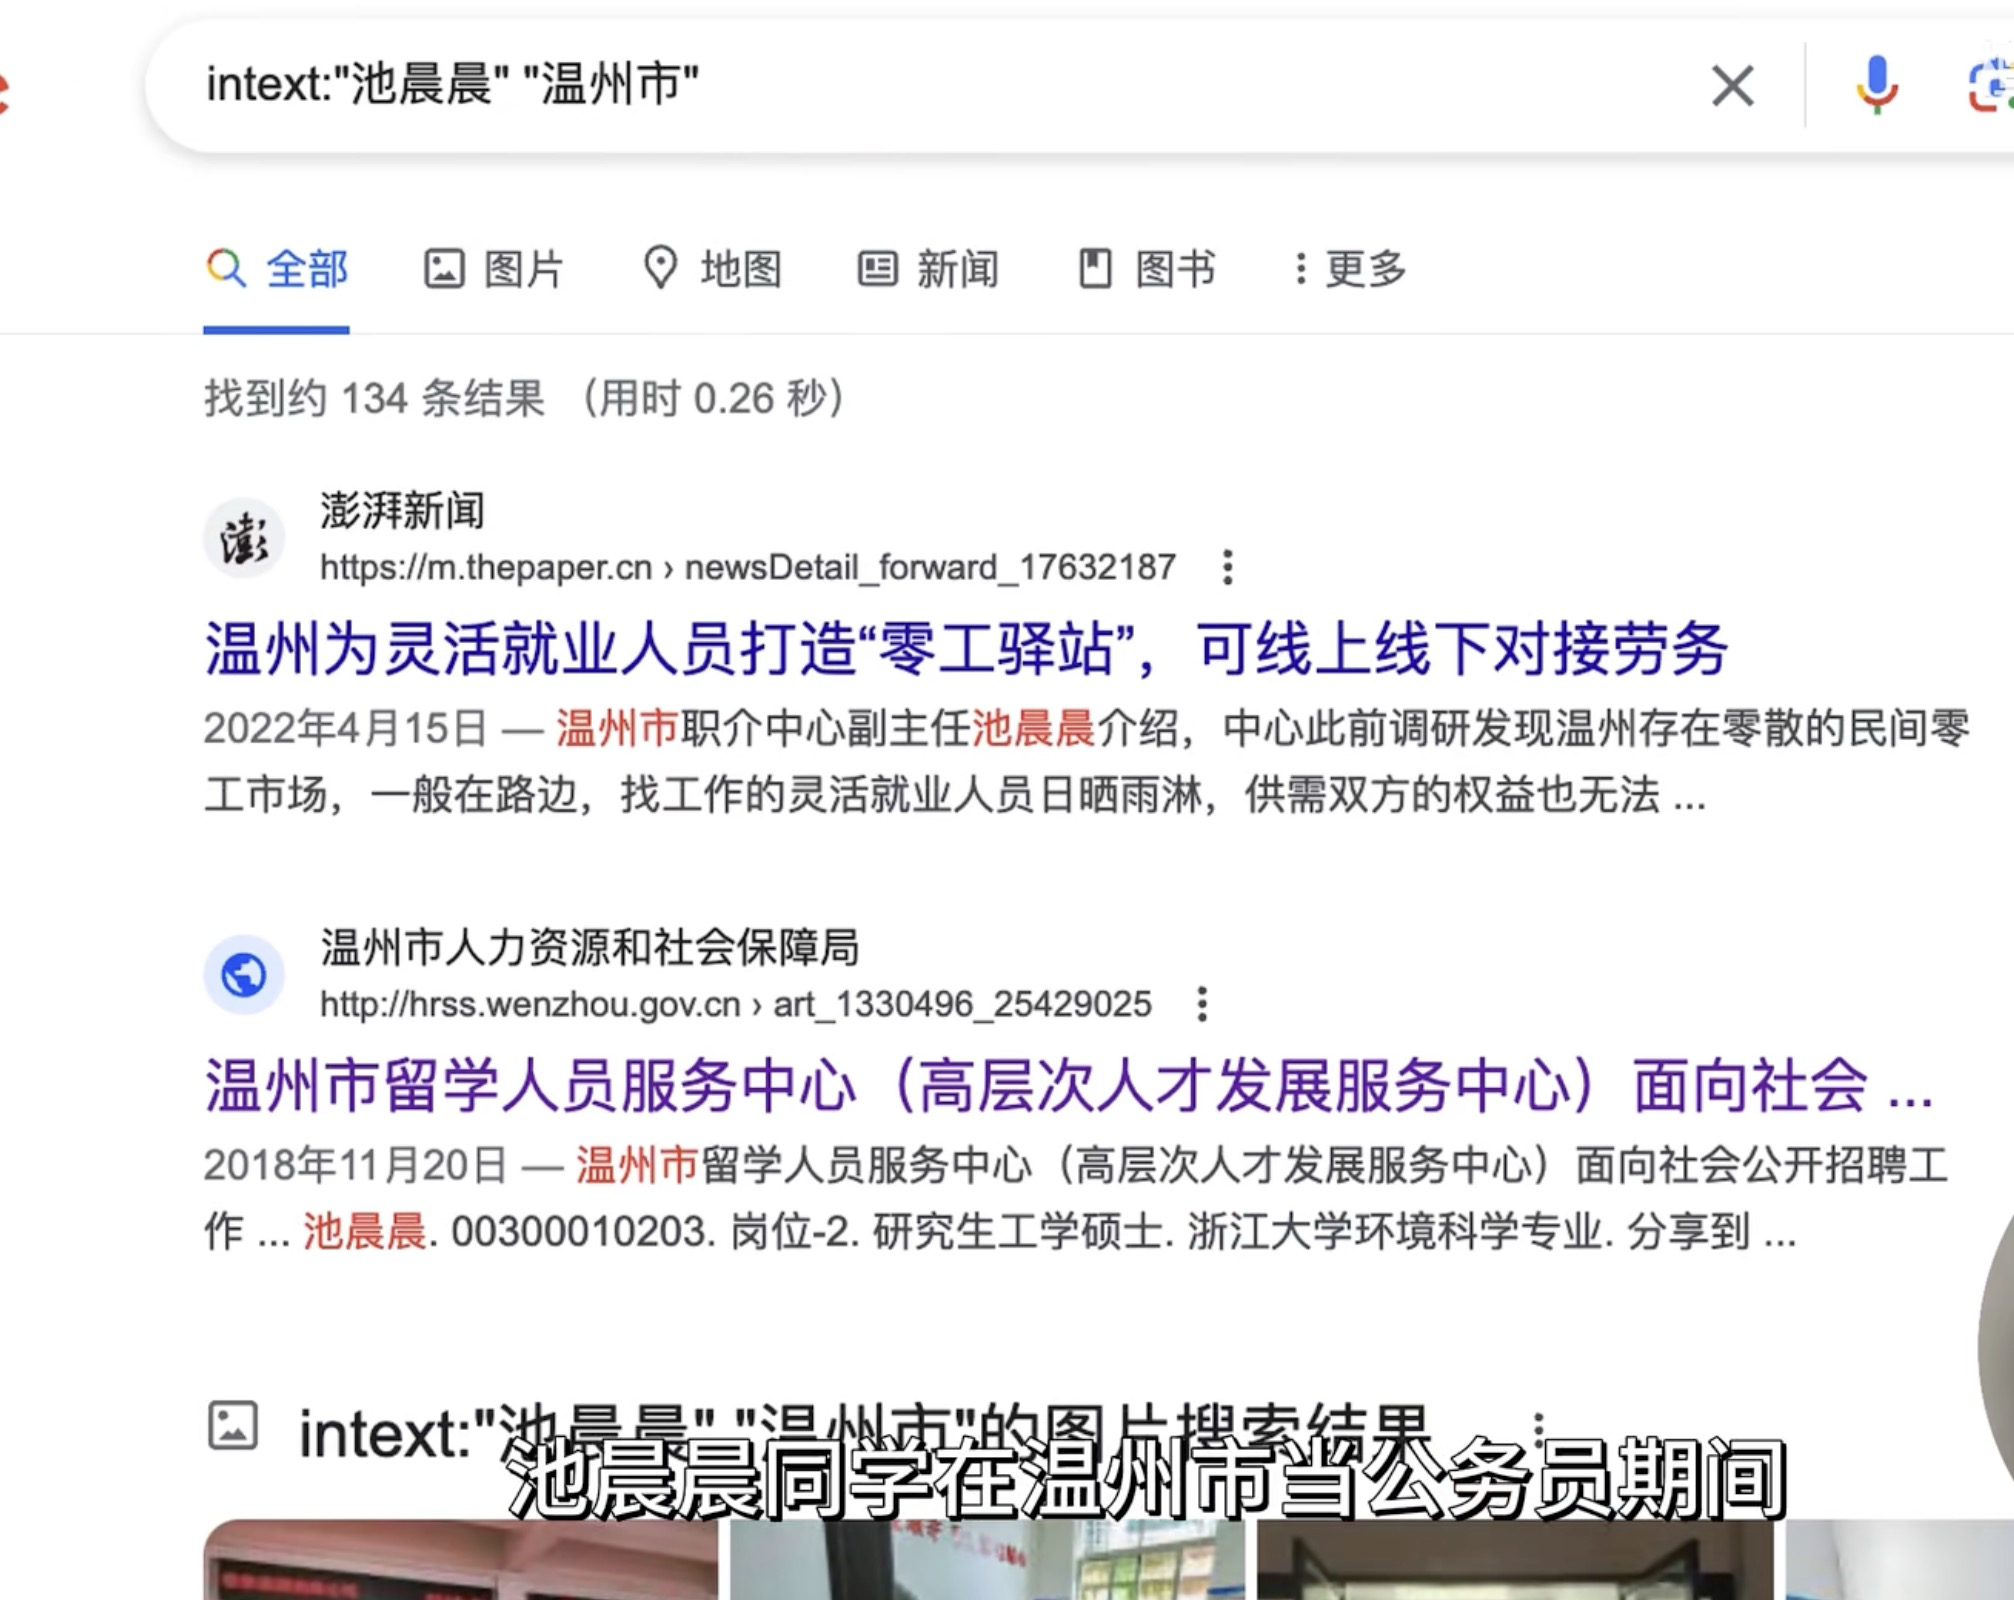 intext:"池晨晨" "温州市"
全部 图片 地图 新闻 图书 更多
找到约 134 条结果 （用时 0.26 秒）
澎
澎湃新闻
https://m.thepaper.cn › newsDetail_forward_17632187
温州为灵活就业人员打造“零工驿站”，可线上线下对接劳务
2022年4月15日 — 温州市职介中心副主任池晨晨介绍，中心此前调研发现温州存在零散的民间零
工市场，一般在路边，找工作的灵活就业人员日晒雨淋，供需双方的权益也无法 ...
温州市人力资源和社会保障局
http://hrss.wenzhou.gov.cn › art_1330496_25429025
温州市留学人员服务中心（高层次人才发展服务中心）面向社会 ...
2018年11月20日 — 温州市留学人员服务中心（高层次人才发展服务中心）面向社会公开招聘工
作 ... 池晨晨. 00300010203. 岗位-2. 研究生工学硕士. 浙江大学环境科学专业. 分享到 ...
intext:"池晨晨" "温州市"的图片搜索结果
池晨晨同学在温州市当公务员期间